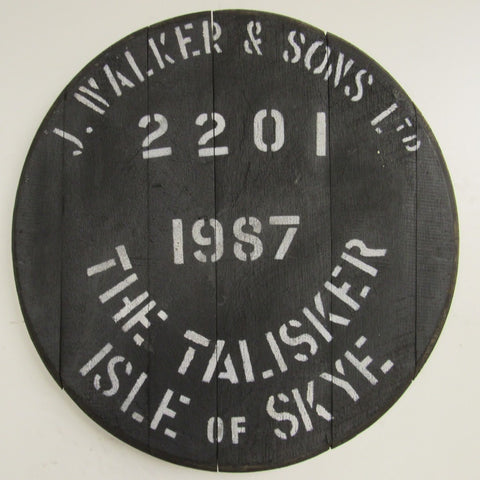 J. WALKER & SONS LTD
2201
1987
THE TALISKER
ISLE OF SKYE